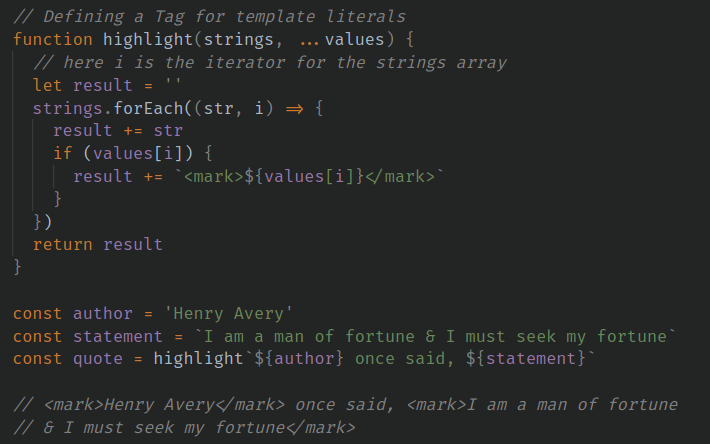 // Defining a Tag for template literals
function highlight(strings, ...values) {
  // here i is the iterator for the strings array
  let result = ''
  strings.forEach((str, i) => {
    result += str
    if (values[i]) {
      result += `<mark>${values[i]}</mark>`
    }
  })
  return result
}

const author = 'Henry Avery'
const statement = `I am a man of fortune & I must seek my fortune`
const quote = highlight`${author} once said, ${statement}`

// <mark>Henry Avery</mark> once said, <mark>I am a man of fortune
// & I must seek my fortune</mark>